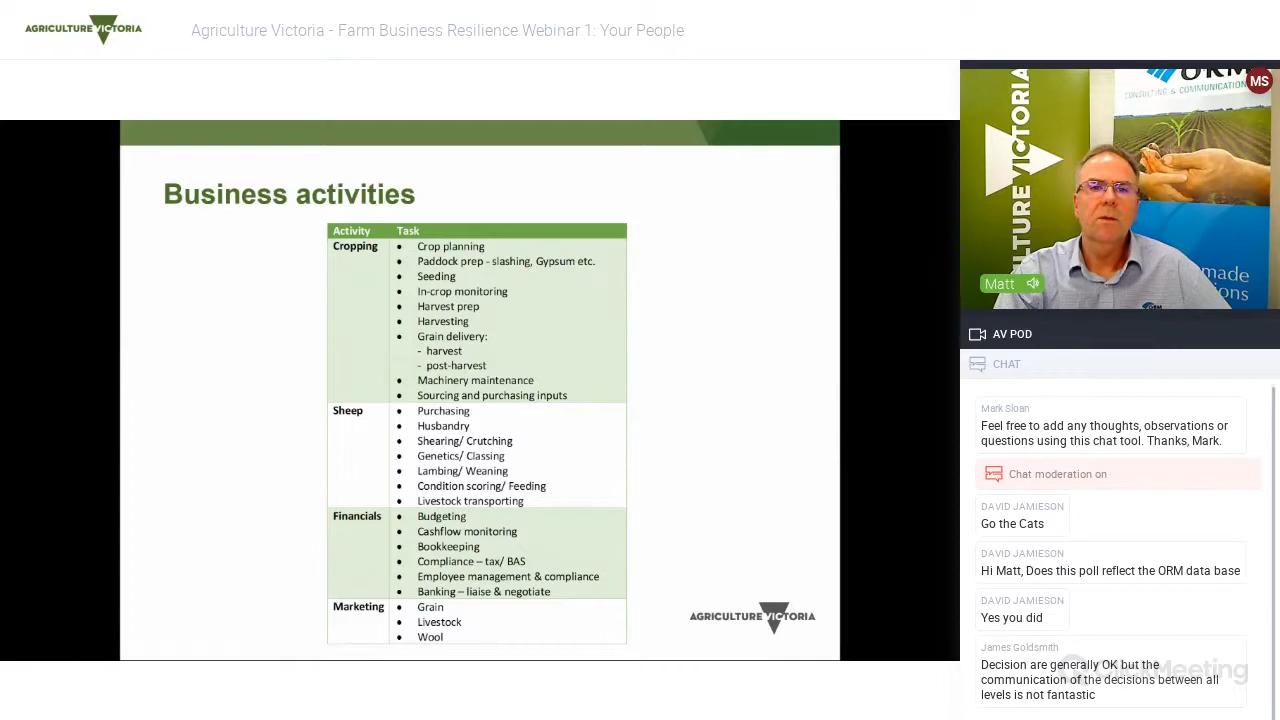 AGRICULTURE VICTORIA
Agriculture Victoria - Farm Business Resilience Webinar 1: Your People
ORM
CONSULTING & COMMUNICATION
MS
VICTORIA
ULTURE
Matt
made
AV POD
CHAT
Business activities
Activity Task
Cropping • Crop planning
• Paddock prep - slashing, Gypsum etc.
• Seeding
• In-crop monitoring
• Harvest prep
• Harvesting
• Grain delivery:
- harvest
- post-harvest
• Machinery maintenance
• Sourcing and purchasing inputs
Sheep • Purchasing
• Husbandry
• Shearing/ Crutching
• Genetics/ Classing
• Lambing/ Weaning
• Condition scoring/ Feeding
• Livestock transporting
Financials • Budgeting
• Cashflow monitoring
• Bookkeeping
• Compliance – tax/ BAS
• Employee management & compliance
• Banking – liaise & negotiate
Marketing • Grain
• Livestock
• Wool
AGRICULTURE VICTORIA
Mark Sloan
Feel free to add any thoughts, observations or
questions using this chat tool. Thanks, Mark.
Chat moderation on
DAVID JAMIESON
Go the Cats
DAVID JAMIESON
Hi Matt, Does this poll reflect the ORM data base
DAVID JAMIESON
Yes you did
James Goldsmith
Decision are generally OK but the
communication of the decisions between all
levels is not fantastic
ClickMeeting